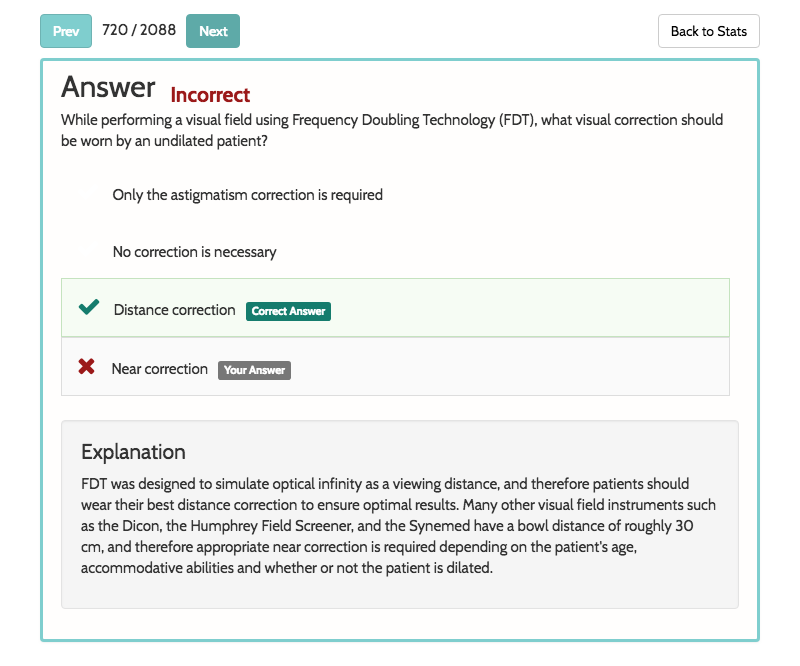 Prev 720 / 2088 Next Back to Stats
Answer Incorrect
While performing a visual field using Frequency Doubling Technology (FDT), what visual correction should
be worn by an undilated patient?
Only the astigmatism correction is required
No correction is necessary
Distance correction Correct Answer
Near correction Your Answer
Explanation
FDT was designed to simulate optical infinity as a viewing distance, and therefore patients should
wear their best distance correction to ensure optimal results. Many other visual field instruments such
as the Dicon, the Humphrey Field Screener, and the Synemed have a bowl distance of roughly 30
cm, and therefore appropriate near correction is required depending on the patient's age,
accommodative abilities and whether or not the patient is dilated.